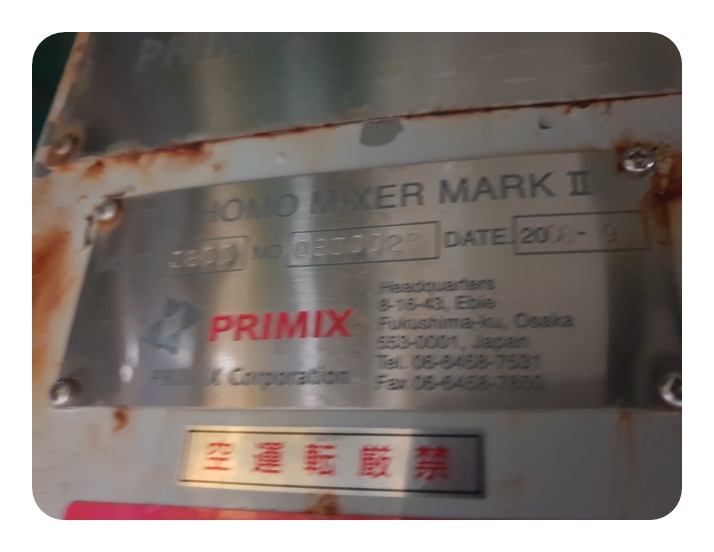 HOMO MIXER MARK II
NO. DATE. 20
PRIMIX
PRIMIX Corporation
Headquarters
8-16-43, Ebie
Fukushima-ku, Osaka
553-0001, Japan
Tel. 06-6458-7531
Fax 06-6458-7850
空運転厳禁